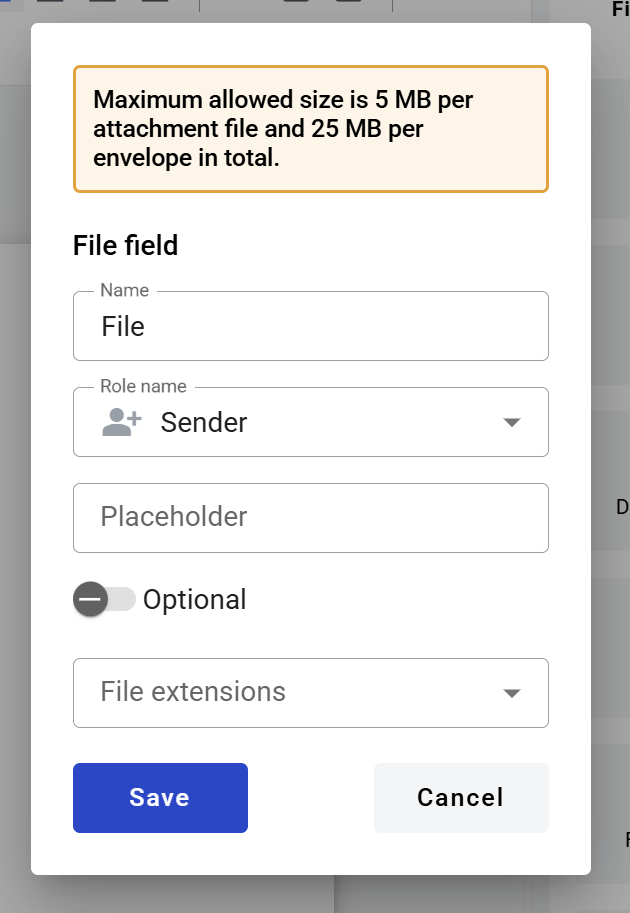 Maximum allowed size is 5 MB per
attachment file and 25 MB per
envelope in total.
File field
Name
File
Role name
Sender
Placeholder
Optional
File extensions
Save
Cancel